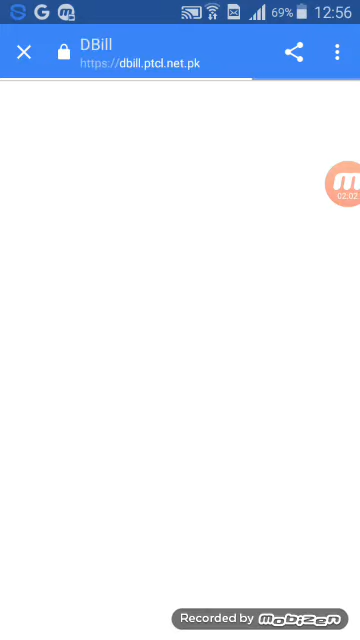 69% 12:56
DBill
https://dbill.ptcl.net.pk
02:02
Recorded by mobizen